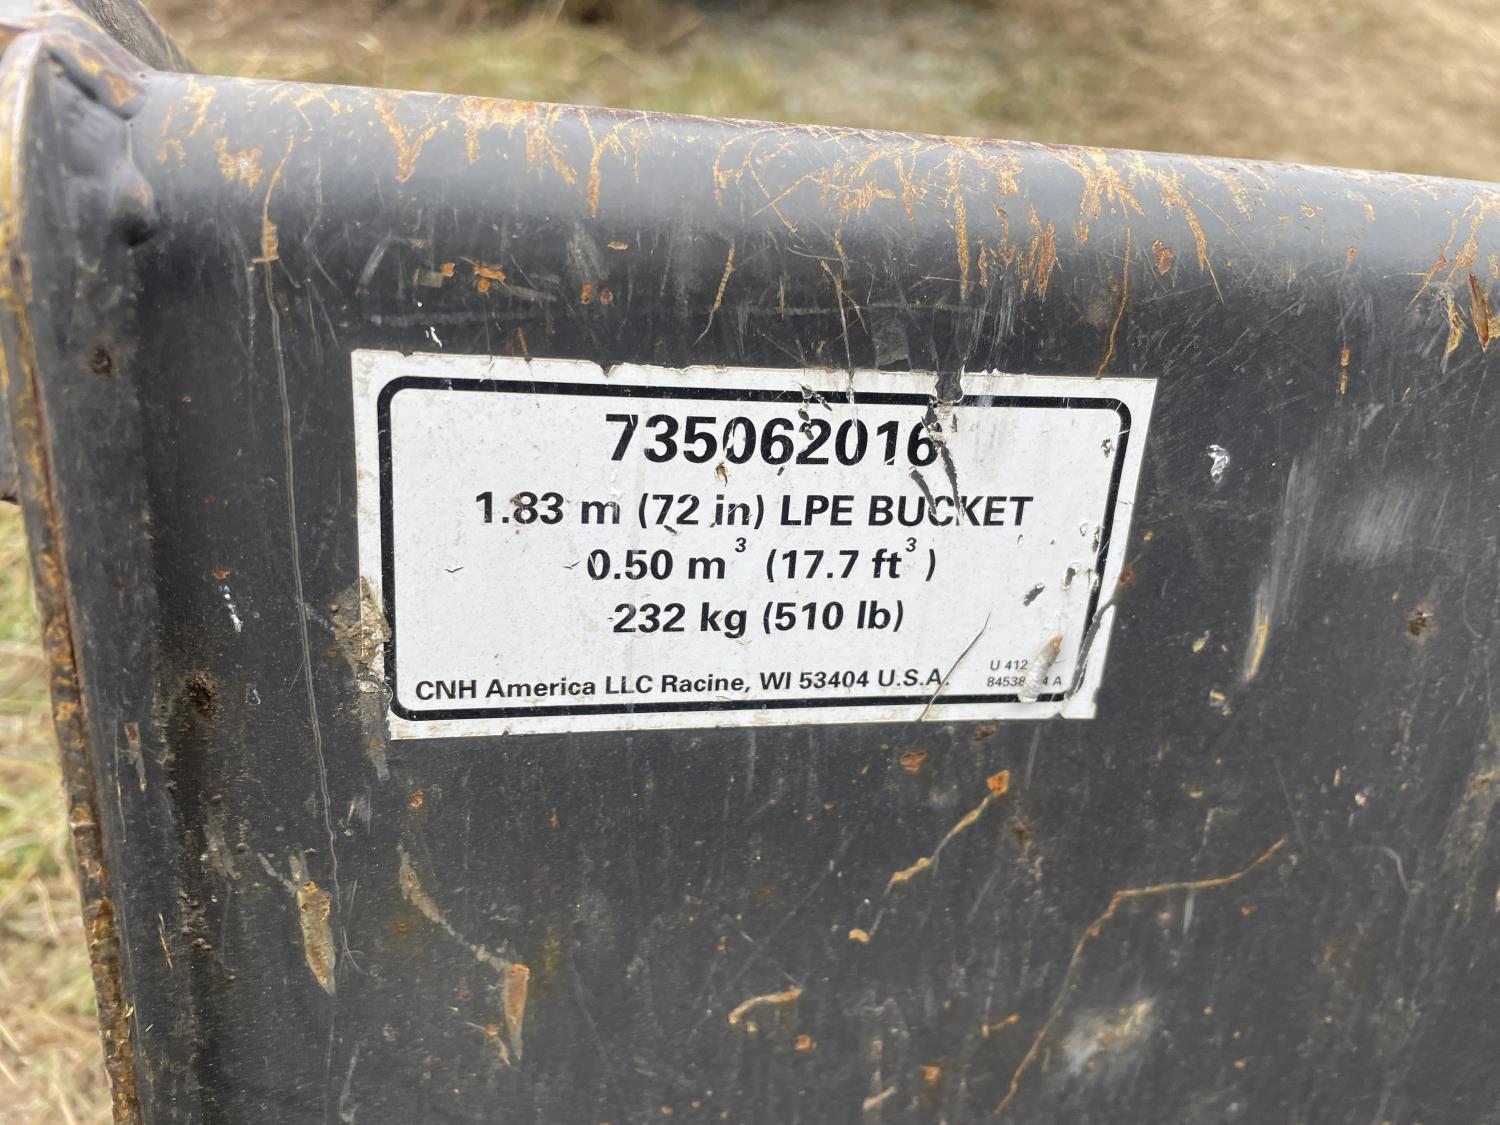 735062016
1.83 m (72 in) LPE BUCKET
0.50 m³ (17.7 ft³)
232 kg (510 lb)
CNH America LLC Racine, WI 53404 U.S.A.
U 412
A